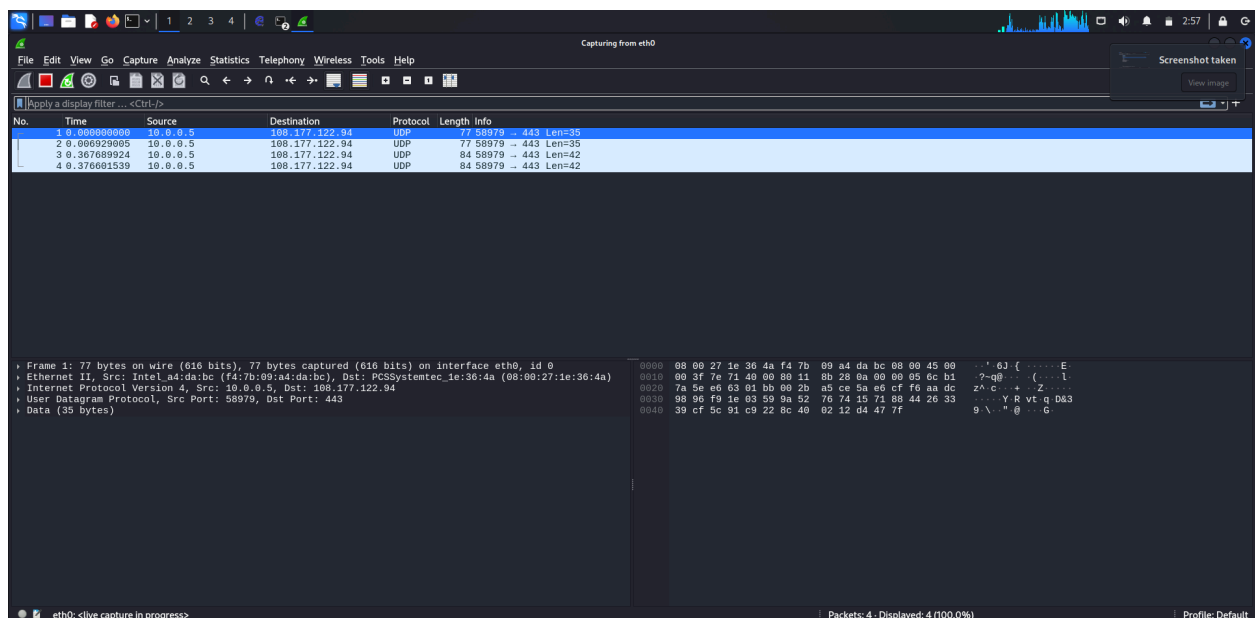 1 2 3 4 2:57
Capturing from eth0
Screenshot taken
View image
File Edit View Go Capture Analyze Statistics Telephony Wireless Tools Help
Apply a display filter ... <Ctrl-/>
No. Time Source Destination Protocol Length Info
1 0.000000000 10.0.0.5 108.177.122.94 UDP 77 58979 → 443 Len=35
2 0.006929005 10.0.0.5 108.177.122.94 UDP 77 58979 → 443 Len=35
3 0.367689924 10.0.0.5 108.177.122.94 UDP 84 58979 → 443 Len=42
4 0.376601539 10.0.0.5 108.177.122.94 UDP 84 58979 → 443 Len=42
Frame 1: 77 bytes on wire (616 bits), 77 bytes captured (616 bits) on interface eth0, id 0
Ethernet II, Src: Intel_a4:da:bc (f4:7b:09:a4:da:bc), Dst: PCSSystemtec_1e:36:4a (08:00:27:1e:36:4a)
Internet Protocol Version 4, Src: 10.0.0.5, Dst: 108.177.122.94
User Datagram Protocol, Src Port: 58979, Dst Port: 443
Data (35 bytes)
0000 08 00 27 1e 36 4a f4 7b 09 a4 da bc 08 00 45 00 ··'·6J·{ ······E·
0010 00 3f 7e 71 40 00 80 11 8b 28 0a 00 00 05 6c b1 ·?~q@··· ·(····l·
0020 7a 5e e6 63 01 bb 00 2b a5 ce 5a e6 cf f6 aa dc z^·c···+ ··Z·····
0030 98 96 f9 1e 03 59 9a 52 76 74 15 71 88 44 26 33 ·····Y·R vt·q·D&3
0040 39 cf 5c 91 c9 22 8c 40 02 12 d4 47 7f 9·\··"·@ ···G·
eth0: <live capture in progress> Packets: 4 · Displayed: 4 (100.0%) Profile: Default